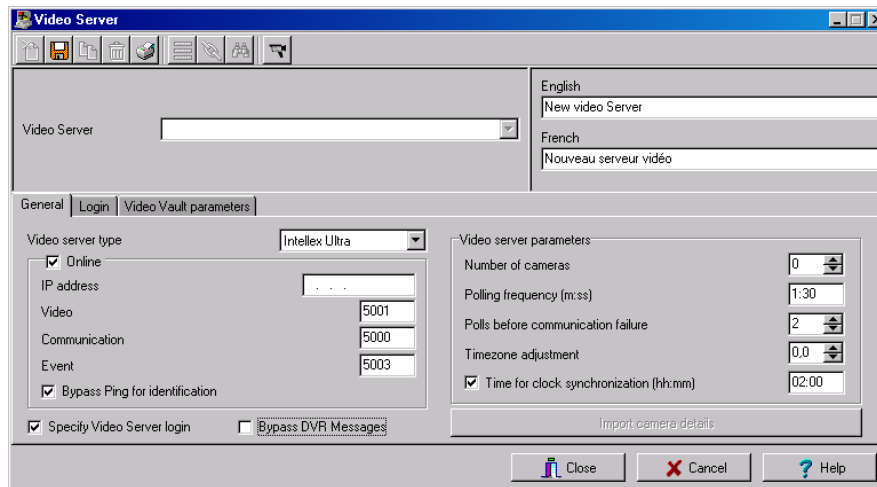 Video Server
English
New video Server
Video Server
French
Nouveau serveur vidéo
General Login Video Vault parameters
Video server type Intellex Ultra
Online
IP address . . .
Video 5001
Communication 5000
Event 5003
Bypass Ping for identification
Specify Video Server login Bypass DVR Messages
Video server parameters
Number of cameras 0
Polling frequency (m:ss) 1:30
Polls before communication failure 2
Timezone adjustment 0,0
Time for clock synchronization (hh:mm) 02:00
Import camera details
Close Cancel Help